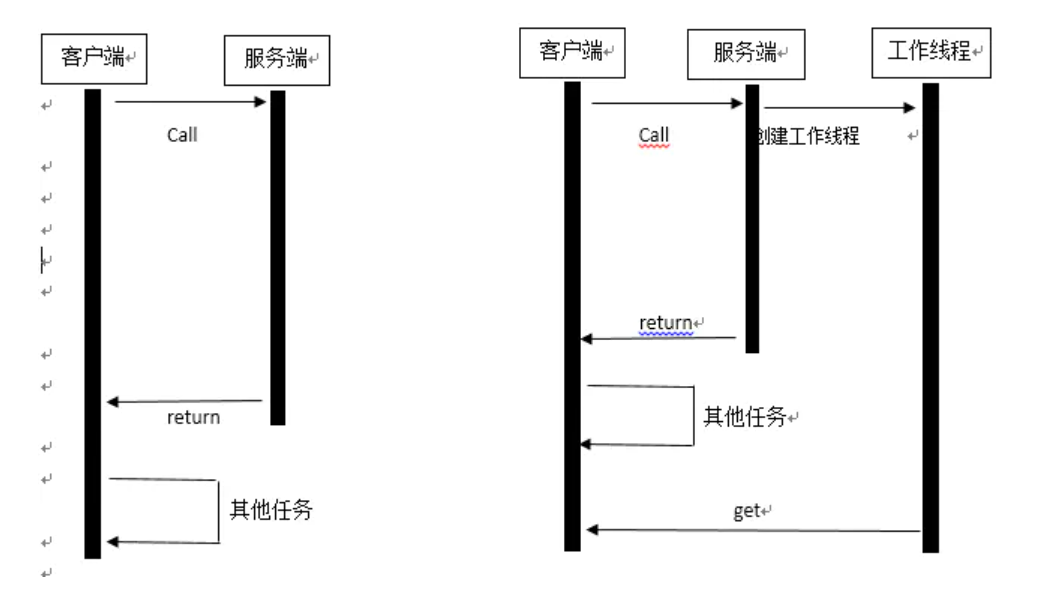 客户端
服务端
Call
return
其他任务
客户端
服务端
工作线程
Call
创建工作线程
return
其他任务
get